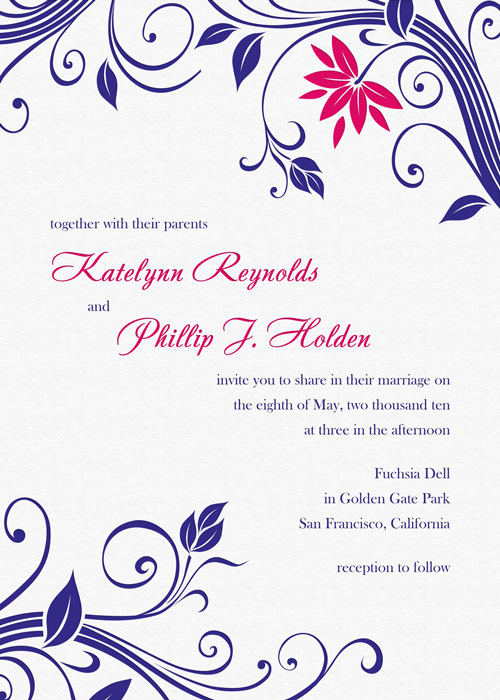 together with their parents
Katelynn Reynolds
and
Phillip J. Holden
invite you to share in their marriage on
the eighth of May, two thousand ten
at three in the afternoon
Fuchsia Dell
in Golden Gate Park
San Francisco, California
reception to follow